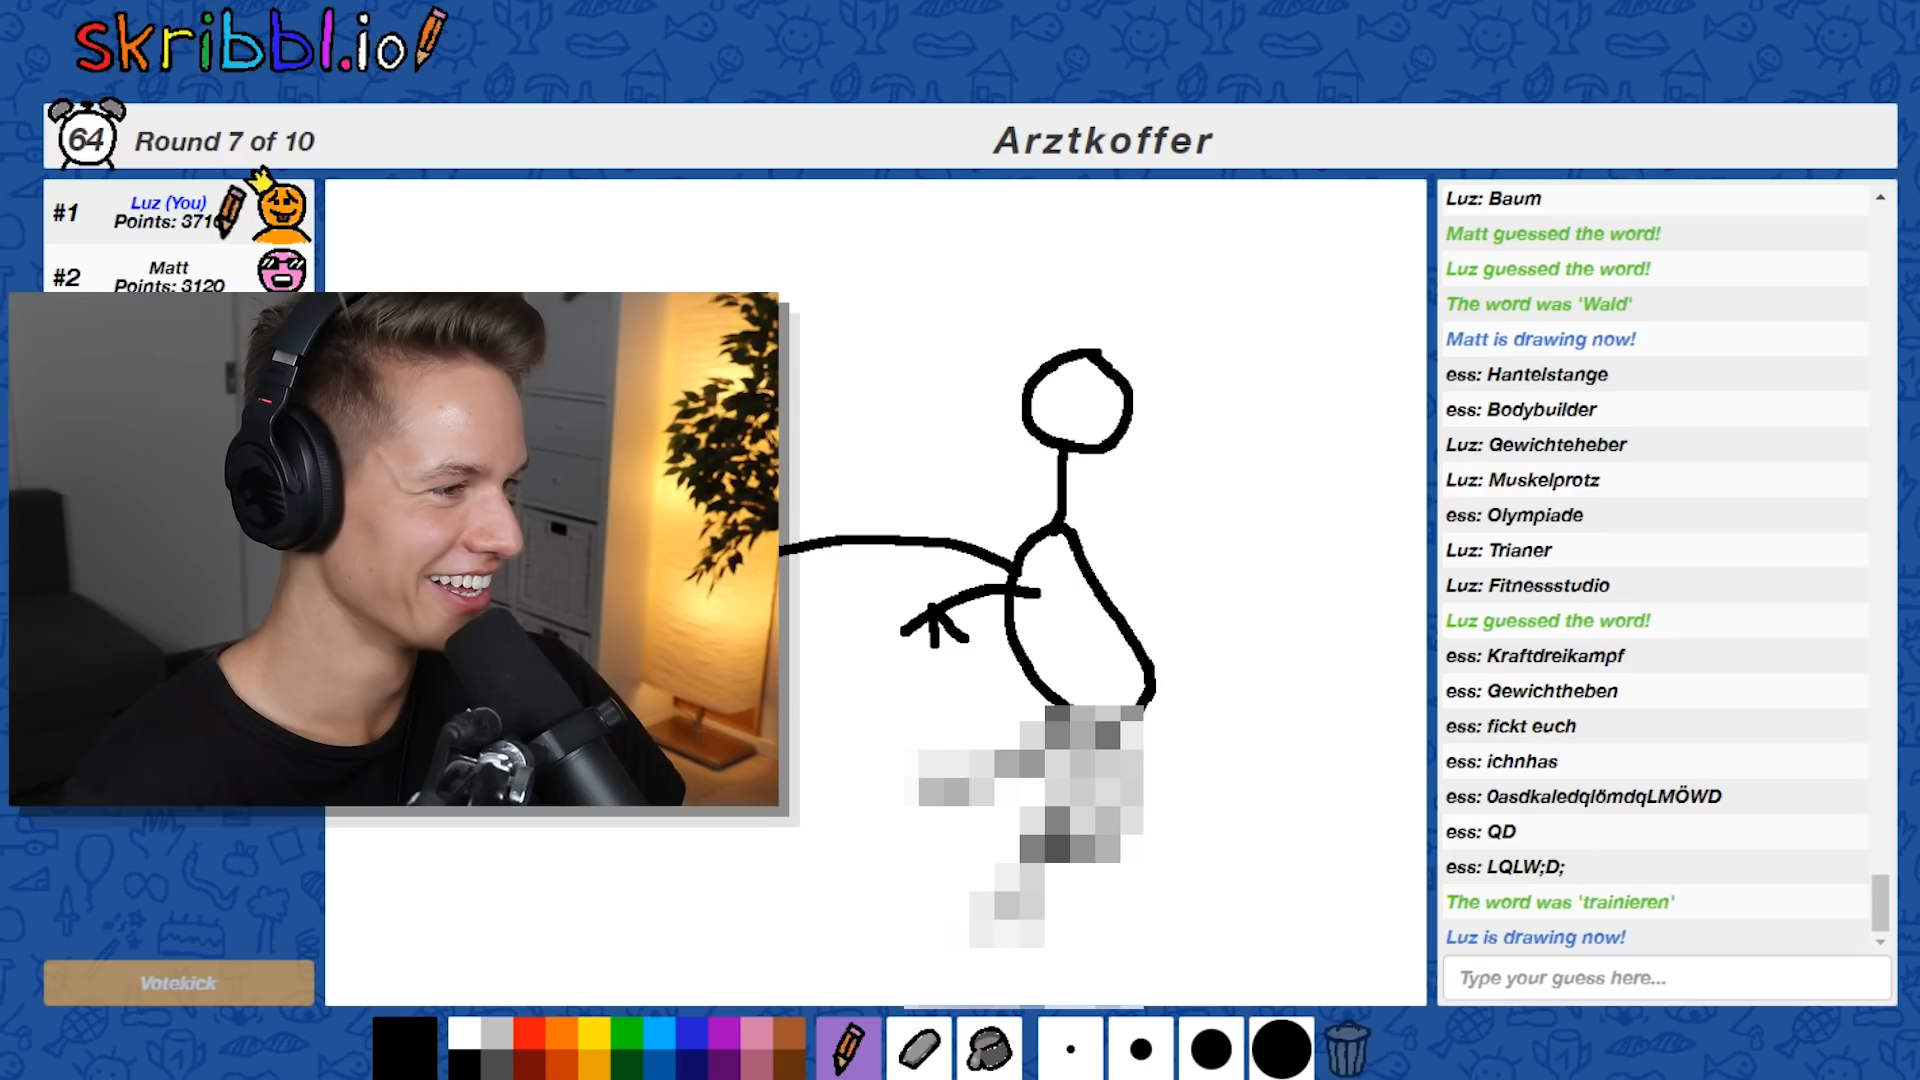 skribbl.io
64
Round 7 of 10
Arztkoffer
#1
Luz (You)
Points: 3710
#2
Matt
Points: 3120
Votekick
Luz: Baum
Matt guessed the word!
Luz guessed the word!
The word was 'Wald'
Matt is drawing now!
ess: Hantelstange
ess: Bodybuilder
Luz: Gewichteheber
Luz: Muskelprotz
ess: Olympiade
Luz: Trianer
Luz: Fitnessstudio
Luz guessed the word!
ess: Kraftdreikampf
ess: Gewichtheben
ess: fickt euch
ess: ichnhas
ess: 0asdkaledqlömdqLMÖWD
ess: QD
ess: LQLW;D;
The word was 'trainieren'
Luz is drawing now!
Type your guess here...